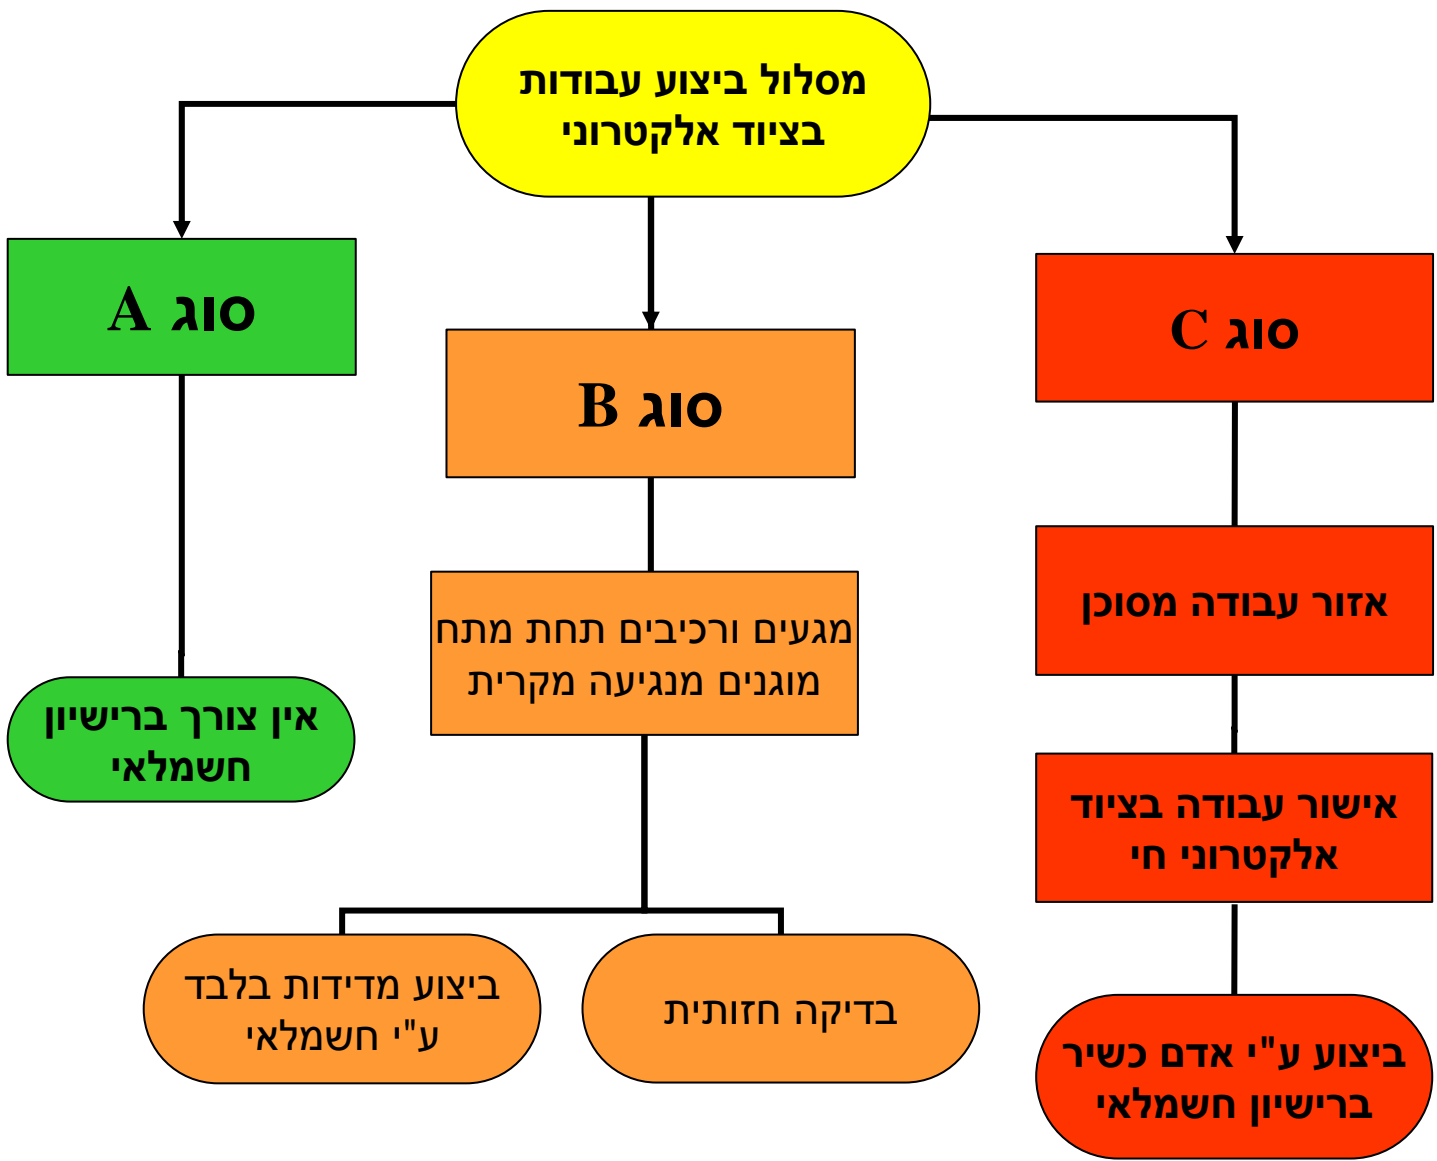 מסלול ביצוע עבודות
בציוד אלקטרוני
סוג A
סוג B
סוג C
מגעים ורכיבים תחת מתח
מוגנים מנגיעה מקרית
אזור עבודה מסוכן
אין צורך ברישיון
חשמלאי
אישור עבודה בציוד
אלקטרוני חי
ביצוע מדידות בלבד
ע"י חשמלאי
בדיקה חזותית
ביצוע ע"י אדם כשיר
ברישיון חשמלאי